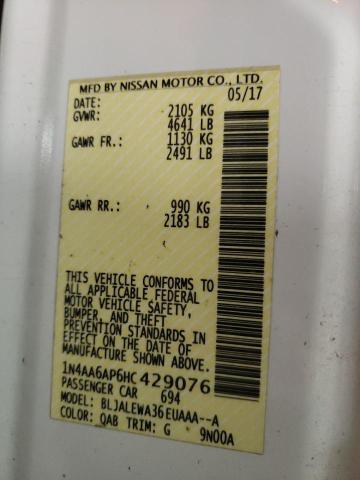 MFD BY NISSAN MOTOR CO., LTD.
DATE: 05/17
GVWR: 2105 KG
4641 LB
GAWR FR.: 1130 KG
2491 LB
GAWR RR.: 990 KG
2183 LB
THIS VEHICLE CONFORMS TO
ALL APPLICABLE FEDERAL
MOTOR VEHICLE SAFETY,
BUMPER, AND THEFT
PREVENTION STANDARDS IN
EFFECT ON THE DATE OF
MANUFACTURE SHOWN ABOVE.
1N4AA6AP6HC429076
PASSENGER CAR 694
MODEL: BLJALEWA36EUAAA--A
COLOR: QAB TRIM: G 9N00A